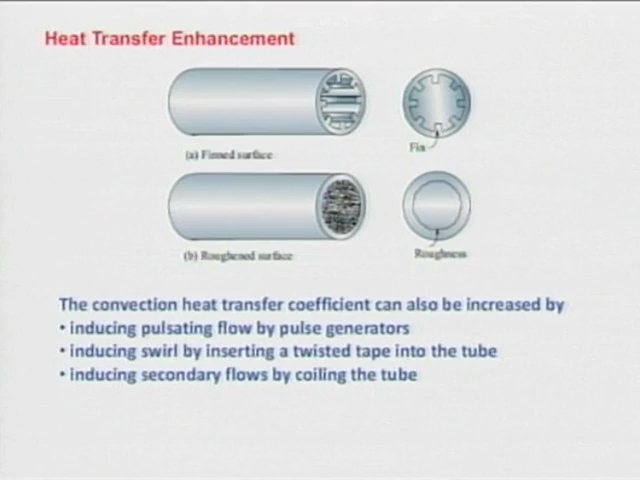 Heat Transfer Enhancement
Fin
(a) Finned surface
(b) Roughened surface
Roughness
The convection heat transfer coefficient can also be increased by
• inducing pulsating flow by pulse generators
• inducing swirl by inserting a twisted tape into the tube
• inducing secondary flows by coiling the tube